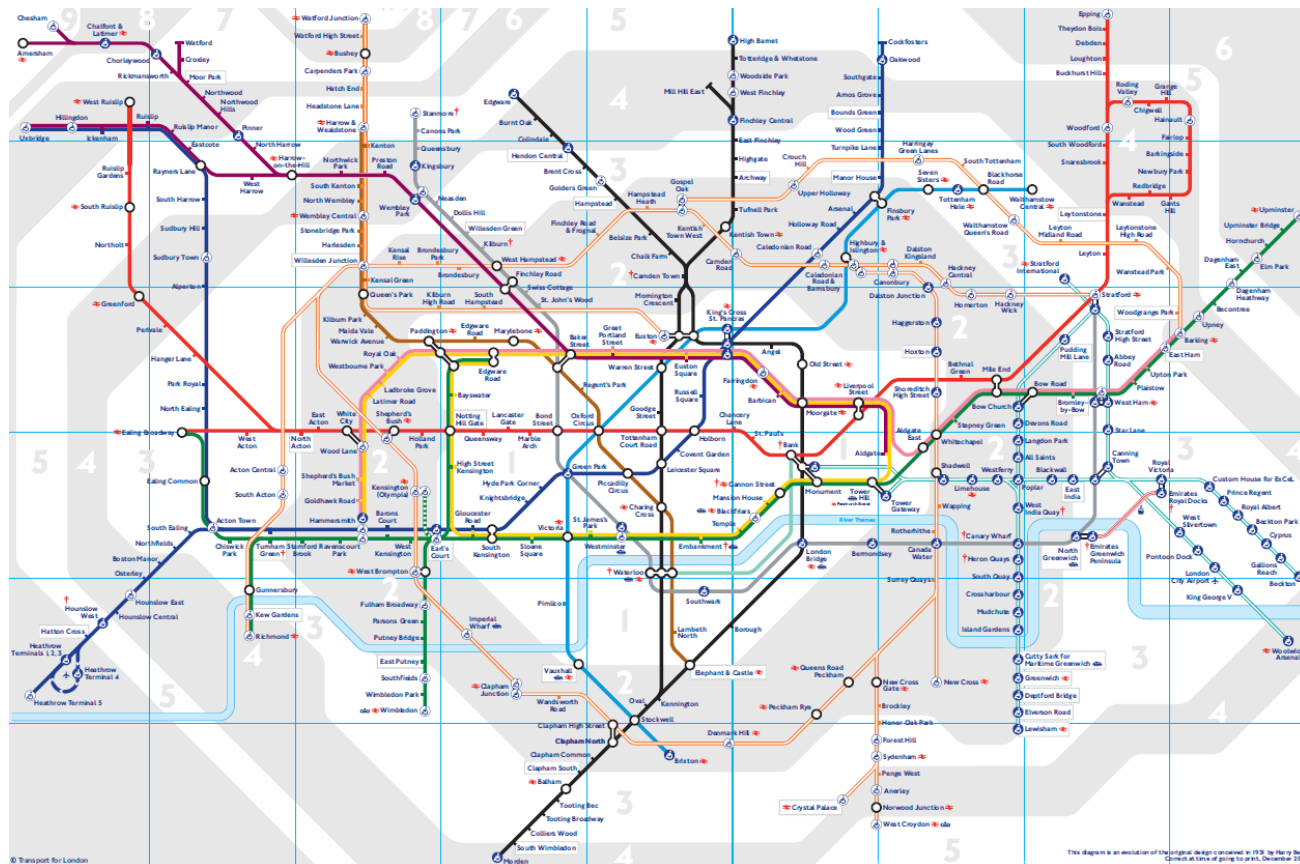 9
8
7
8
7
6
5
6
Chesham
Chalfont &
Latimer
Amersham
Chorleywood
Rickmansworth
Watford
Croxley
Moor Park
Northwood
Northwood
Hills
Pinner
North Harrow
Harrow-
on-the-Hill
West Ruislip
Hillingdon
Uxbridge
Ickenham
Ruislip
Ruislip Manor
Eastcote
Rayners Lane
West
Harrow
Ruislip
Gardens
South Ruislip
Northolt
Greenford
Perivale
Hanger Lane
South Harrow
Sudbury Hill
Sudbury Town
Alperton
Park Royal
North Ealing
Ealing Broadway
Ealing Common
West
Acton
North
Acton
East
Acton
White
City
Wood Lane
Shepherd's
Bush
Holland
Park
Notting
Hill Gate
Queensway
Lancaster
Gate
Marble
Arch
Bond
Street
Oxford
Circus
Tottenham
Court Road
Holborn
Chancery
Lane
St. Paul's
Bank
Watford Junction
Watford High Street
Bushey
Carpenders Park
Hatch End
Headstone Lane
Harrow &
Wealdstone
Kenton
Northwick
Park
Preston
Road
South Kenton
North Wembley
Wembley Central
Stonebridge Park
Harlesden
Willesden Junction
Kensal Green
Queen's Park
Kilburn Park
Maida Vale
Warwick Avenue
Paddington
Edgware
Road
Marylebone
Baker
Street
Great
Portland
Street
Euston
Euston
Square
Stanmore
Canons Park
Queensbury
Kingsbury
Wembley
Park
Neasden
Dollis Hill
Willesden Green
Kilburn
West Hampstead
Finchley Road
Swiss Cottage
St. John's Wood
Kensal
Rise
Brondesbury
Park
Brondesbury
Kilburn
High Road
South
Hampstead
Finchley Road
& Frognal
Hampstead
Heath
Gospel
Oak
Edgware
Burnt Oak
Colindale
Hendon Central
Brent Cross
Golders Green
Hampstead
Belsize Park
Chalk Farm
Camden Town
Mornington
Crescent
High Barnet
Totteridge & Whetstone
Woodside Park
Mill Hill East
West Finchley
Finchley Central
East Finchley
Highgate
Archway
Tufnell Park
Kentish Town
Kentish
Town West
Camden
Road
Crouch
Hill
Upper Holloway
Cockfosters
Oakwood
Southgate
Arnos Grove
Bounds Green
Wood Green
Turnpike Lane
Manor House
Finsbury
Park
Arsenal
Holloway Road
Caledonian Road
King's Cross
St. Pancras
Harringay
Green Lanes
South Tottenham
Seven
Sisters
Tottenham
Hale
Blackhorse
Road
Walthamstow
Central
Walthamstow
Queen's Road
Leyton
Midland Road
Leytonstone
High Road
Wanstead Park
Woodgrange Park
Highbury &
Islington
Caledonian
Road &
Barnsbury
Canonbury
Dalston
Kingsland
Dalston Junction
Hackney
Central
Homerton
Hackney
Wick
Stratford
International
Stratford
Epping
Theydon Bois
Debden
Loughton
Buckhurst Hill
Roding
Valley
Chigwell
Grange
Hill
Hainault
Fairlop
Barkingside
Newbury Park
Gants
Hill
Redbridge
Wanstead
Woodford
South Woodford
Snaresbrook
Leytonstone
Leyton
Upminster
Upminster Bridge
Hornchurch
Elm Park
Dagenham
East
Dagenham
Heathway
Becontree
Upney
Barking
East Ham
Upton Park
Plaistow
West Ham
Bromley-
by-Bow
Bow Road
Bow Church
Mile End
Bethnal
Green
Stepney Green
Whitechapel
Aldgate
East
Aldgate
Liverpool
Street
Moorgate
Barbican
Farringdon
Old Street
Angel
Haggerston
Hoxton
Shoreditch
High Street
Pudding
Mill Lane
Stratford
High Street
Abbey
Road
Star Lane
Canning
Town
Devons Road
Langdon Park
All Saints
Poplar
Blackwall
East
India
Westferry
Limehouse
Shadwell
Wapping
Rotherhithe
Canada
Water
Surrey Quays
West
India Quay
Canary Wharf
Heron Quays
South Quay
Crossharbour
Mudchute
Island Gardens
Cutty Sark for
Maritime Greenwich
Greenwich
Deptford Bridge
Elverson Road
Lewisham
North
Greenwich
Emirates
Greenwich
Peninsula
Emirates
Royal Docks
Royal
Victoria
Custom House for ExCeL
Prince Regent
Royal Albert
Beckton Park
Cyprus
Gallions
Reach
Beckton
West
Silvertown
Pontoon Dock
London
City Airport
King George V
Woolwich
Arsenal
Royal Oak
Westbourne Park
Ladbroke Grove
Latimer Road
Shepherd's Bush
Market
Goldhawk Road
Hammersmith
Edgware
Road
Bayswater
High Street
Kensington
Kensington
(Olympia)
Barons
Court
West
Kensington
Earl's
Court
Gloucester
Road
South
Kensington
Sloane
Square
Victoria
St. James's
Park
Westminster
Embankment
Temple
Blackfriars
Mansion House
Cannon Street
Monument
Tower
Hill
Fenchurch Street
Tower
Gateway
River Thames
Warren Street
Regent's Park
Goodge
Street
Russell
Square
Covent Garden
Leicester Square
Piccadilly
Circus
Green Park
Hyde Park Corner
Knightsbridge
Charing
Cross
Waterloo
Southwark
London
Bridge
Bermondsey
Borough
Lambeth
North
Elephant & Castle
Kennington
Oval
Stockwell
Pimlico
Vauxhall
Brixton
Clapham High Street
Clapham North
Clapham Common
Clapham South
Balham
Tooting Bec
Tooting Broadway
Colliers Wood
South Wimbledon
Morden
Acton Central
South Acton
Acton Town
South Ealing
Northfields
Boston Manor
Osterley
Hounslow East
Hounslow Central
Hounslow
West
Hatton Cross
Heathrow
Terminals 1, 2, 3
Heathrow
Terminal 4
Heathrow Terminal 5
Chiswick
Park
Turnham
Green
Stamford
Brook
Ravenscourt
Park
Gunnersbury
Kew Gardens
Richmond
West Brompton
Fulham Broadway
Parsons Green
Putney Bridge
East Putney
Southfields
Wimbledon Park
Wimbledon
Imperial
Wharf
Clapham
Junction
Wandsworth
Road
Denmark Hill
Peckham Rye
Queens Road
Peckham
New Cross
Gate
New Cross
Brockley
Honor Oak Park
Forest Hill
Sydenham
Penge West
Anerley
Crystal Palace
Norwood Junction
West Croydon
© Transport for London
This diagram is an evolution of the original design conceived in 1931 by Harry Be
Correct at time of going to print, December